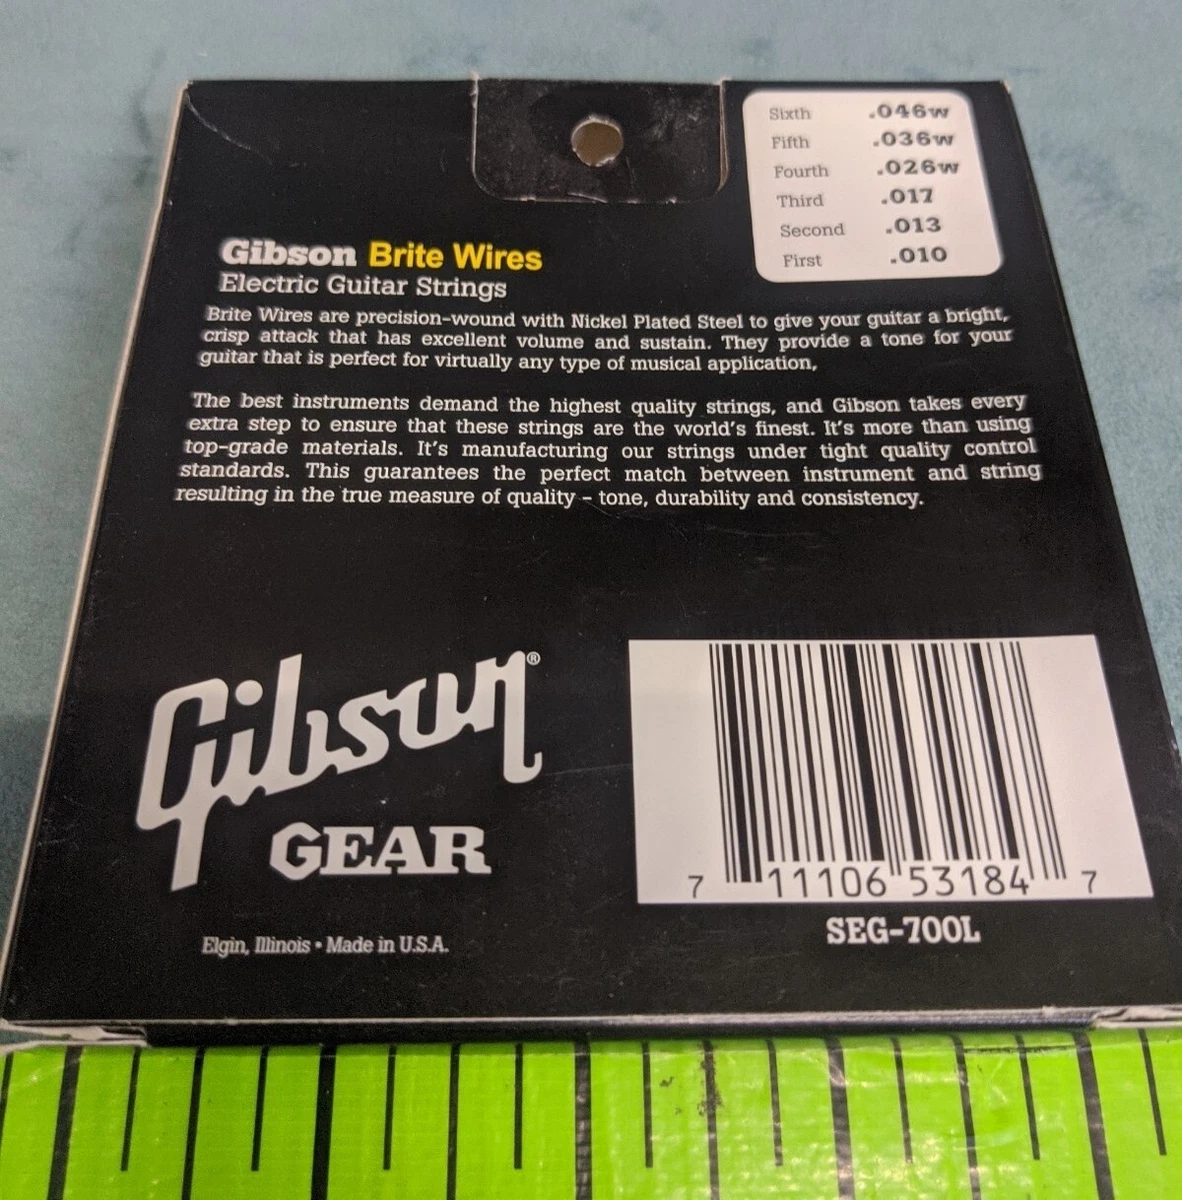 Sixth .046w
Fifth .036w
Fourth .026w
Third .017
Second .013
First .010
Gibson Brite Wires
Electric Guitar Strings
Brite Wires are precision-wound with Nickel Plated Steel to give your guitar a bright,
crisp attack that has excellent volume and sustain. They provide a tone for your
guitar that is perfect for virtually any type of musical application,
The best instruments demand the highest quality strings, and Gibson takes every
extra step to ensure that these strings are the world's finest. It's more than using
top-grade materials. It's manufacturing our strings under tight quality control
standards. This guarantees the perfect match between instrument and string
resulting in the true measure of quality - tone, durability and consistency.
Gibson®
GEAR
7 11106 53184 7
SEG-700L
Elgin, Illinois • Made in U.S.A.